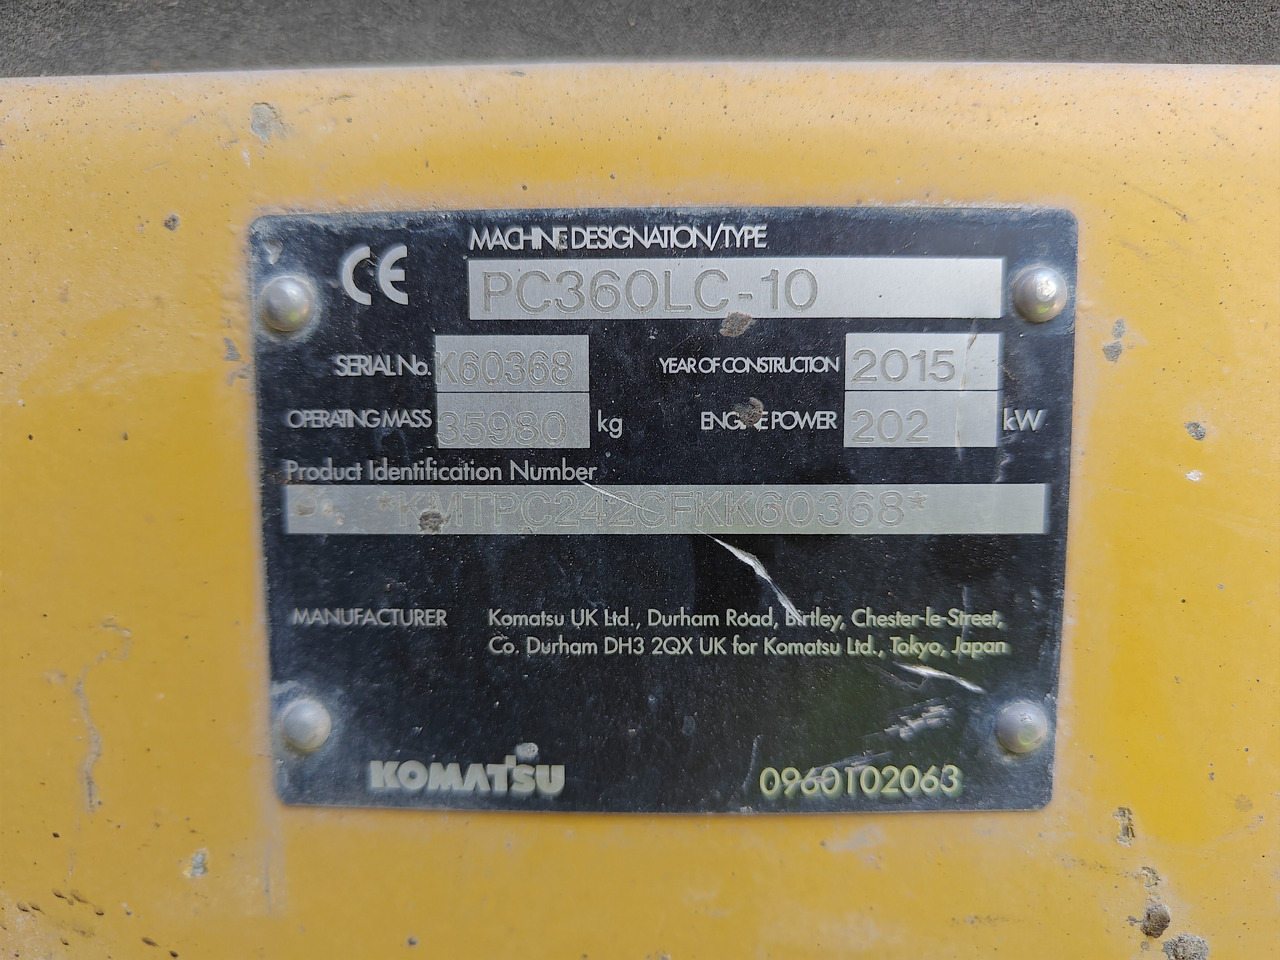 CE
MACHINE DESIGNATION/TYPE
PC360LC-10
SERIAL No. K60368
YEAR OF CONSTRUCTION 2015
OPERATING MASS 35980 kg
ENGINE POWER 202 kW
Product Identification Number
*KMTPC242CFKK60368*
MANUFACTURER Komatsu UK Ltd., Durham Road, Birtley, Chester-le-Street,
Co. Durham DH3 2QX UK for Komatsu Ltd., Tokyo, Japan
KOMATSU
0960T02063